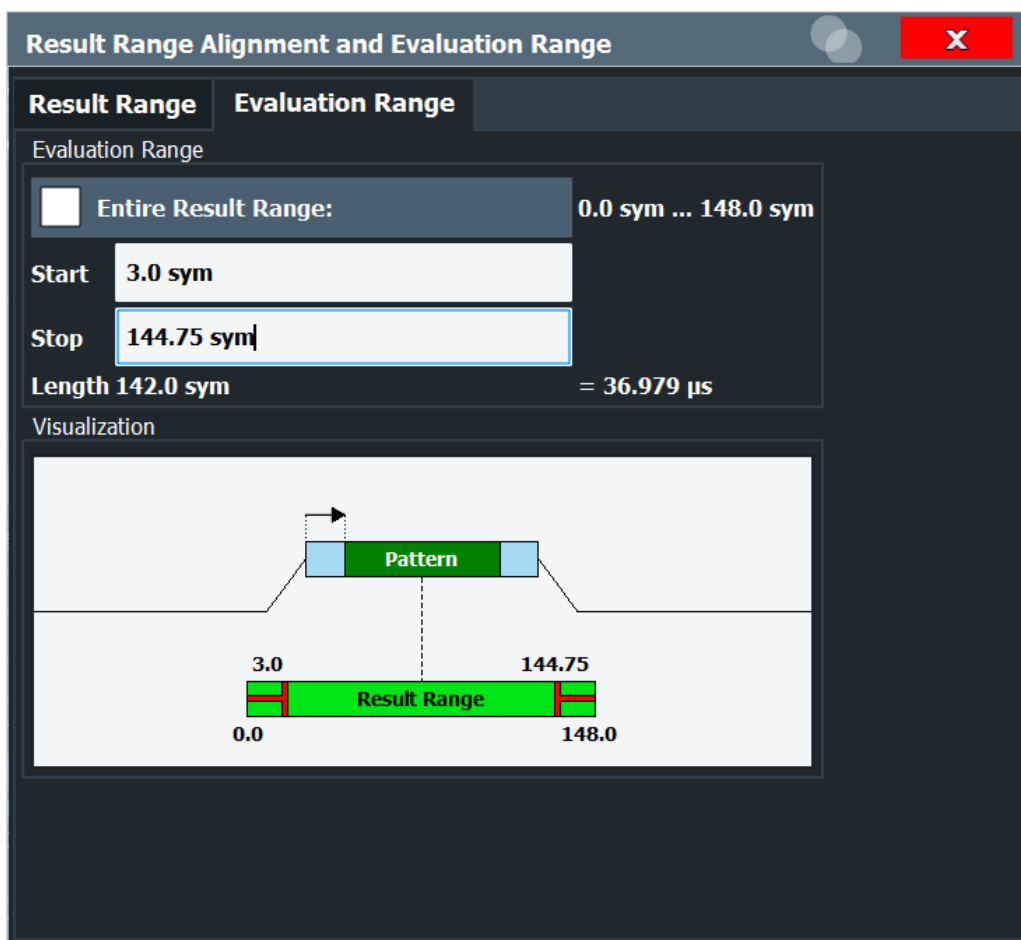 Result Range Alignment and Evaluation Range X
Result Range Evaluation Range
Evaluation Range
Entire Result Range: 0.0 sym ... 148.0 sym
Start 3.0 sym
Stop 144.75 sym
Length 142.0 sym = 36.979 µs
Visualization
Pattern
3.0 144.75
Result Range
0.0 148.0